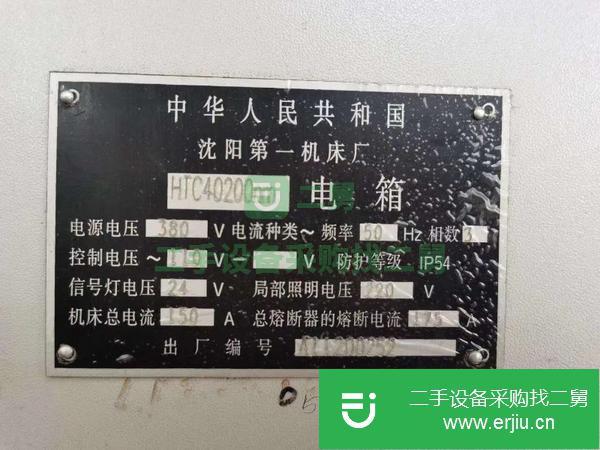 中华人民共和国
沈阳第一机床厂
HTC40200 电箱
二舅
电源电压 380 V 电流种类～ 频率 50 Hz 相数 3
控制电压～ V — V 防护等级 IP54
二手设备采购找二舅
信号灯电压 24 V 局部照明电压 220 V
机床总电流 150 A 总熔断器的熔断电流 175 A
出厂编号
二手设备采购找二舅
www.erjiu.cn